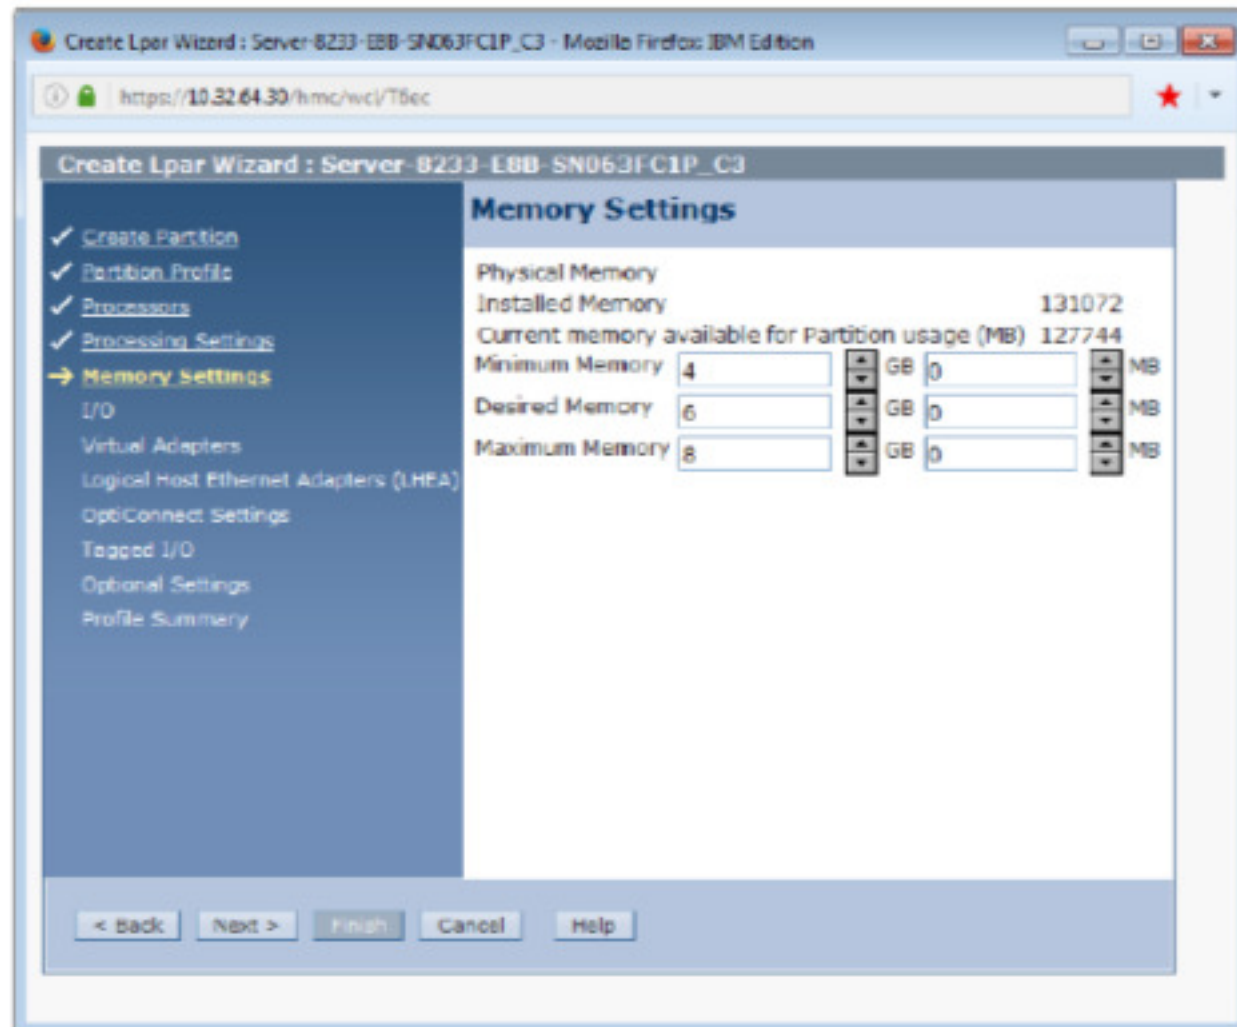 Create Lpar Wizard : Server-8233-E8B-SN063FC1P_C3 - Mozilla Firefox: IBM Edition
https://10.32.64.30/hmc/wcl/T6ec
Create Lpar Wizard : Server-8233-E8B-SN063FC1P_C3
Create Partition
Partition Profile
Processors
Processing Settings
Memory Settings
I/O
Virtual Adapters
Logical Host Ethernet Adapters (LHEA)
OptiConnect Settings
Tagged I/O
Optional Settings
Profile Summary
Memory Settings
Physical Memory
Installed Memory 131072
Current memory available for Partition usage (MB) 127744
Minimum Memory 4 GB 0 MB
Desired Memory 6 GB 0 MB
Maximum Memory 8 GB 0 MB
< Back Next > Finish Cancel Help